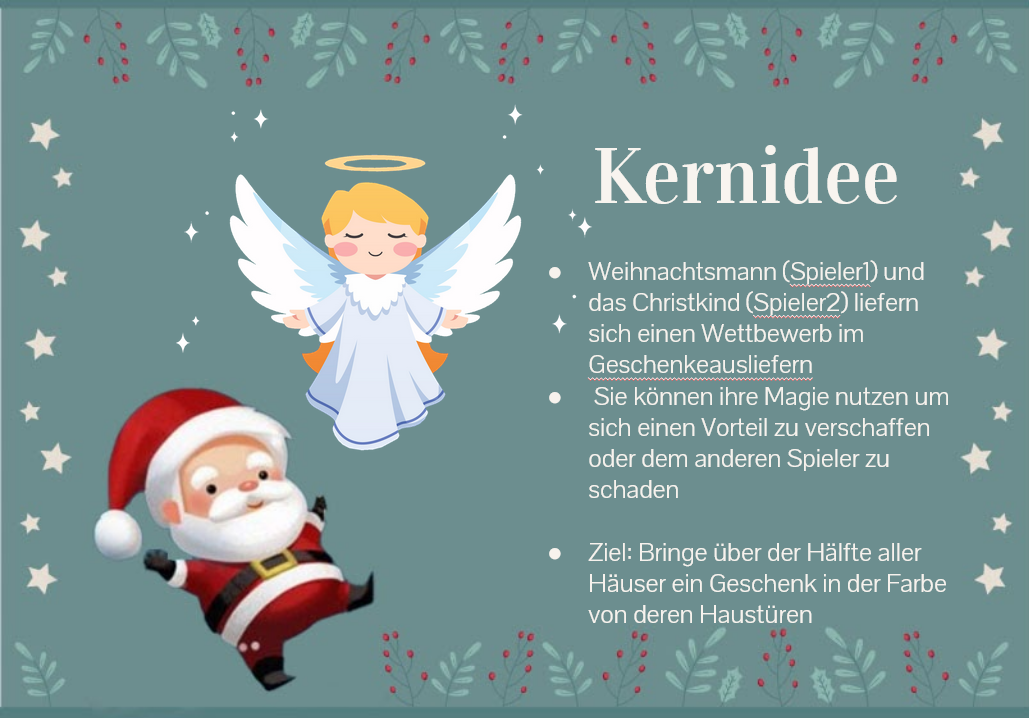 Kernidee
● Weihnachtsmann (Spieler1) und
das Christkind (Spieler2) liefern
sich einen Wettbewerb im
Geschenkeausliefern
● Sie können ihre Magie nutzen um
sich einen Vorteil zu verschaffen
oder dem anderen Spieler zu
schaden
● Ziel: Bringe über der Hälfte aller
Häuser ein Geschenk in der Farbe
von deren Haustüren